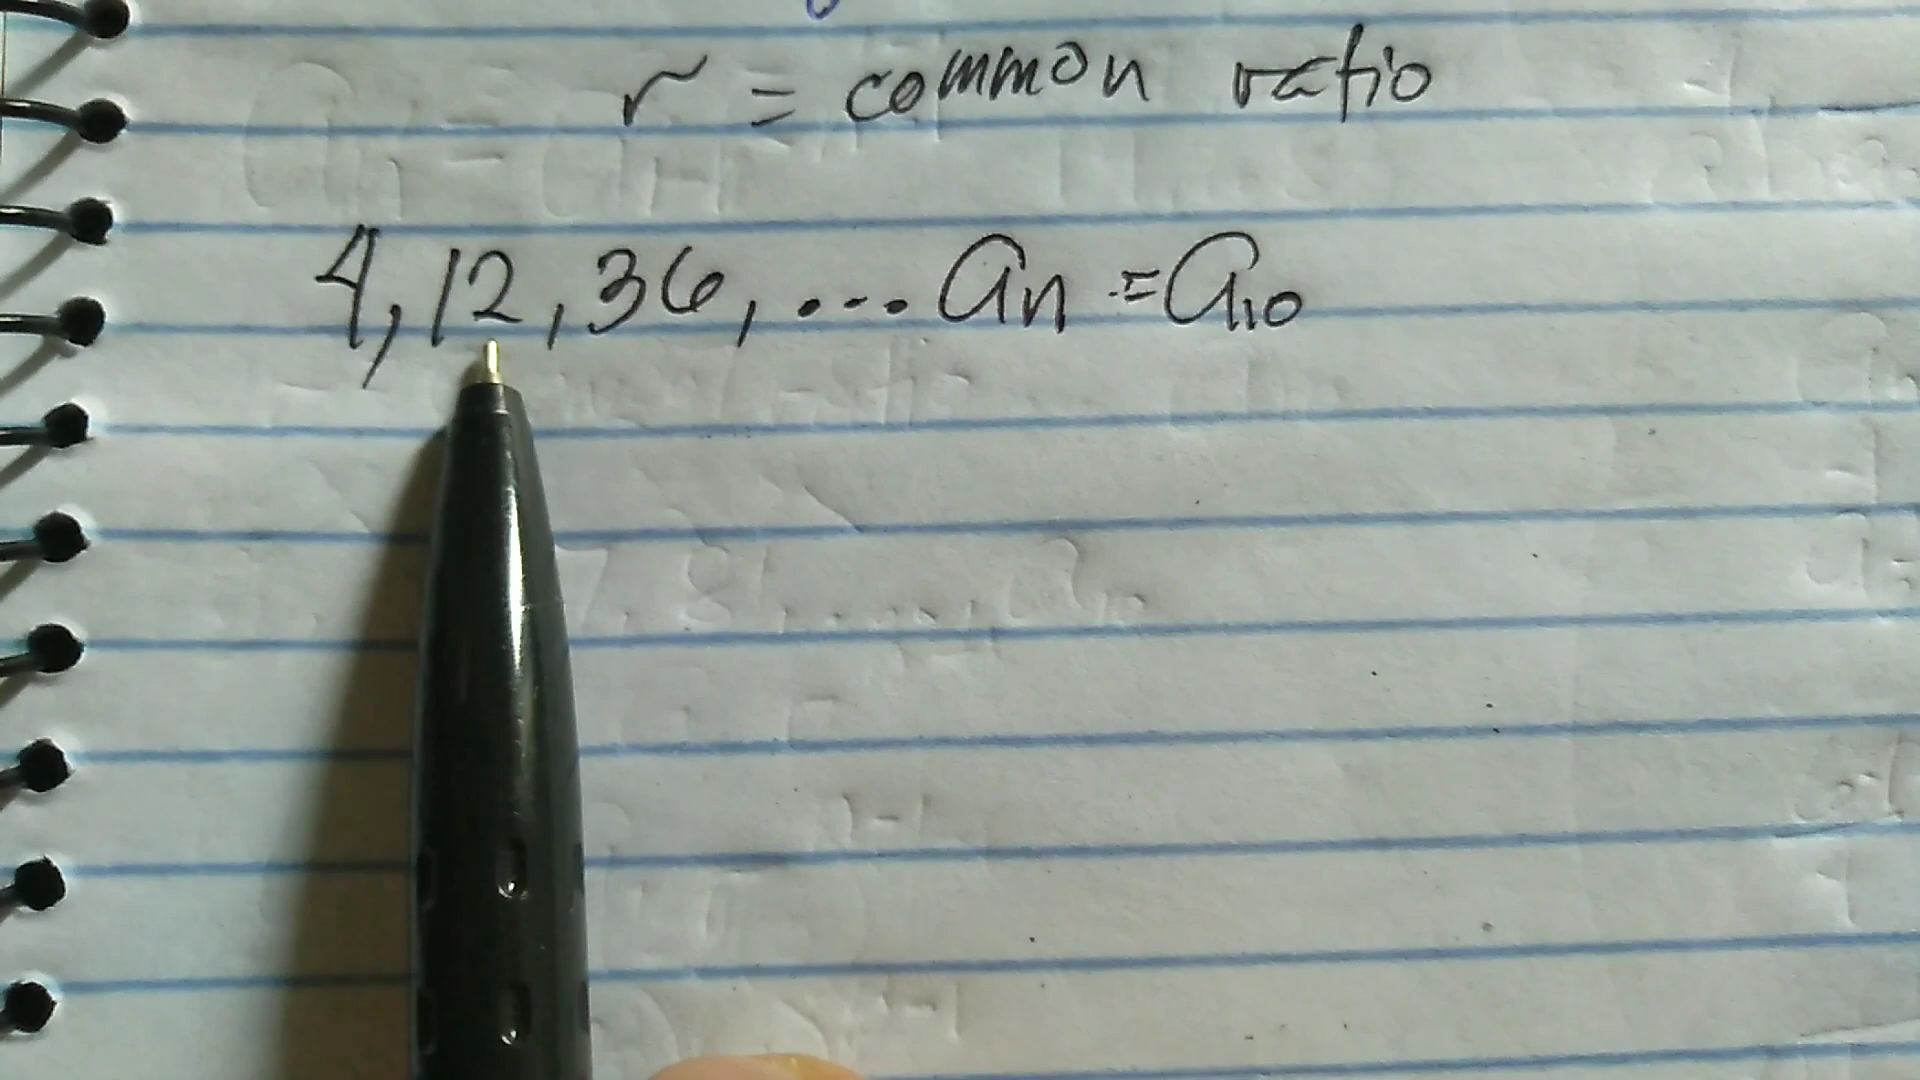 r = common ratio
4, 12, 36, ... an = a10